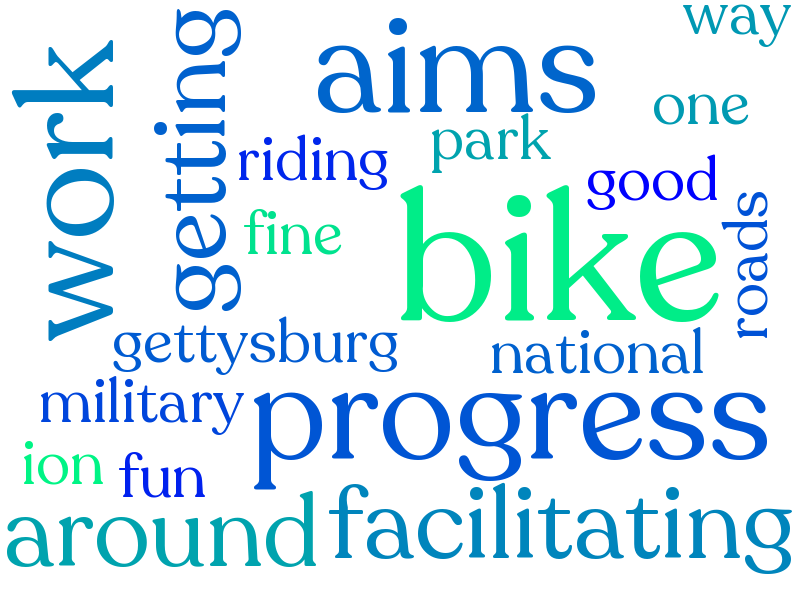 way
aims
getting
work
one
park
riding
good
bike
fine
roads
gettysburg
national
military
progress
ion
fun
around
facilitating